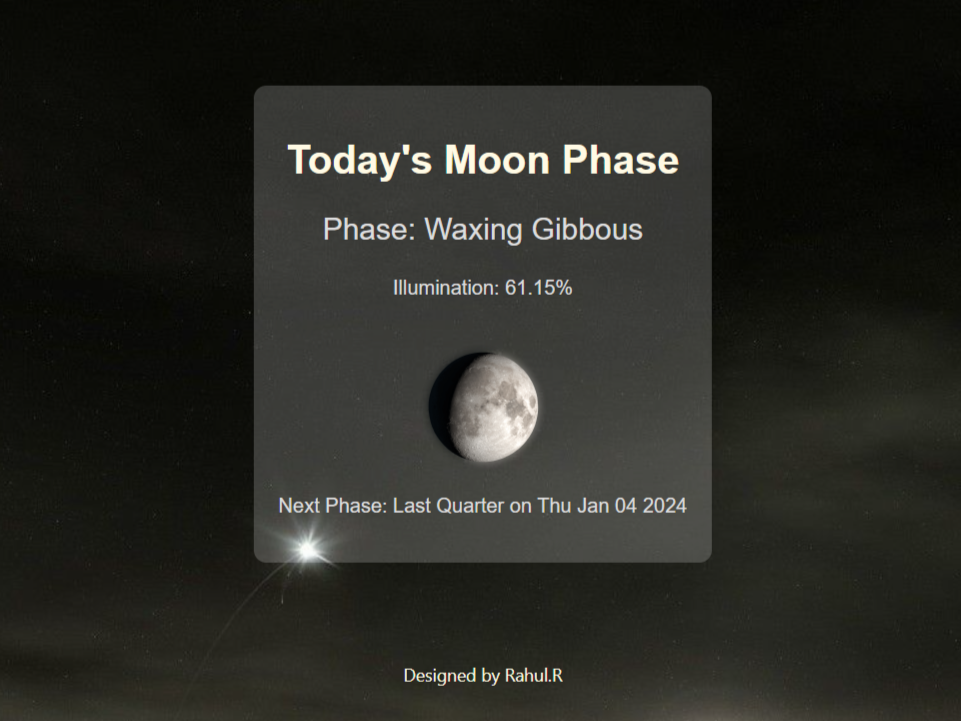 Today's Moon Phase
Phase: Waxing Gibbous
Illumination: 61.15%
Next Phase: Last Quarter on Thu Jan 04 2024
Designed by Rahul.R